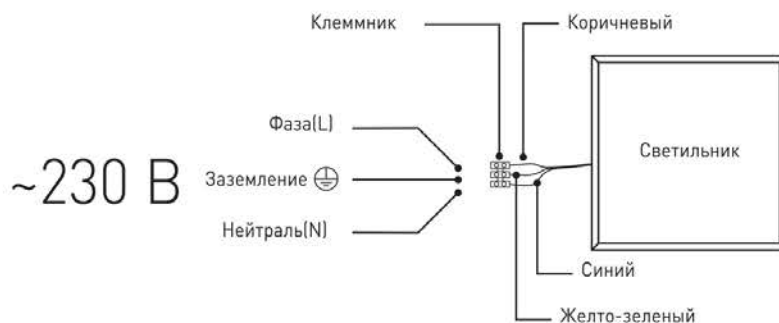 Клеммник
Коричневый
Фаза(L)
Светильник
~230 В
Заземление
Нейтраль(N)
Синий
Желто-зеленый